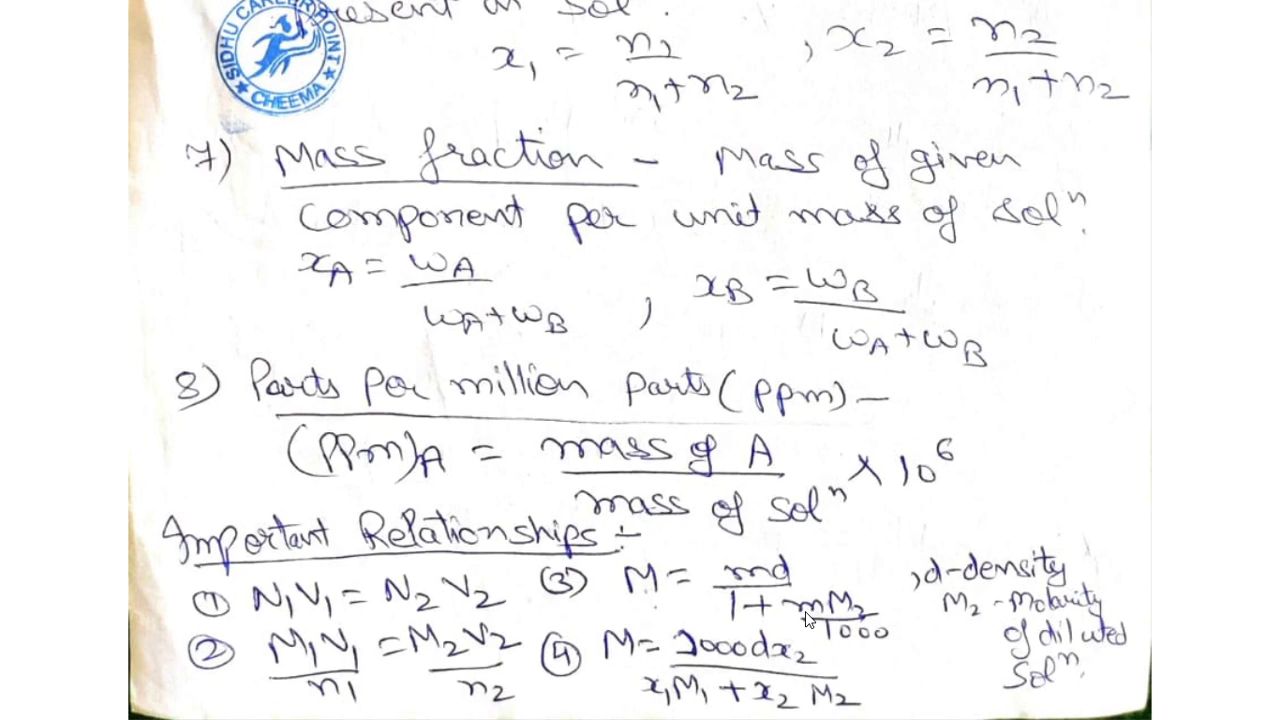 present in sol.
x₁ = n₁/(n₁+n₂) , x₂ = n₂/(n₁+n₂)
SIDHU CAREER POINT
★ CHEEMA ★
7) Mass fraction - Mass of given
component per unit mass of solⁿ.
x_A = w_A/(w_A+w_B) , x_B = w_B/(w_A+w_B)
8) Parts Per million parts (ppm) -
(PPm)_A = mass of A/mass of solⁿ × 10⁶
Important Relationships :-
① N₁V₁ = N₂V₂ ③ M = md/(1 + mM₂/1000) , d-density
M₂ - Molarity
of diluted
Solⁿ.
② M₁V₁/n₁ = M₂V₂/n₂ ④ M = 1000dx₂/(x₁M₁ + x₂M₂)